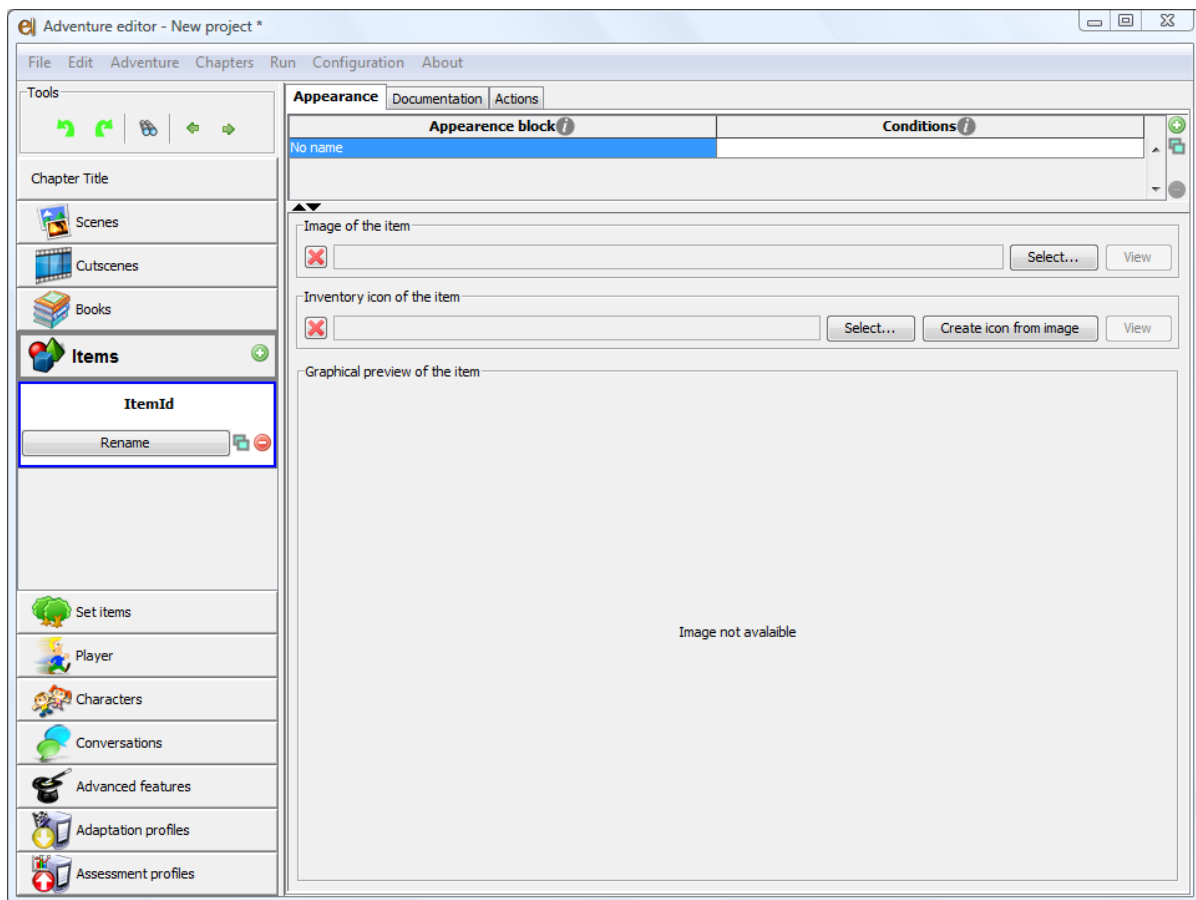 Adventure editor - New project *
File Edit Adventure Chapters Run Configuration About
Tools
Chapter Title
Scenes
Cutscenes
Books
Items
ItemId
Rename
Set items
Player
Characters
Conversations
Advanced features
Adaptation profiles
Assessment profiles
Appearance Documentation Actions
Appearence block Conditions
No name
Image of the item
Select... View
Inventory icon of the item
Select... Create icon from image View
Graphical preview of the item
Image not avalaible